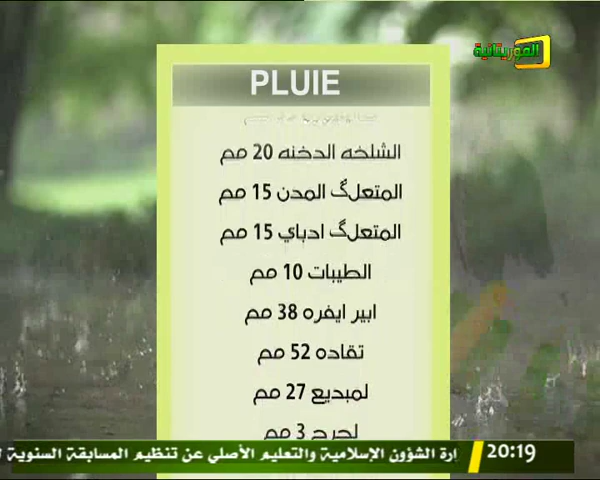 الموريتانية
PLUIE
الشلخه الدخنه 20 مم
المتعلگ المدن 15 مم
المتعلگ ادباي 15 مم
الطيبات 10 مم
ابير ايفره 38 مم
تقاده 52 مم
لمبديع 27 مم
لجرج 3 مم
إرة الشؤون الإسلامية والتعليم الأصلي عن تنظيم المسابقة السنوية
20:19